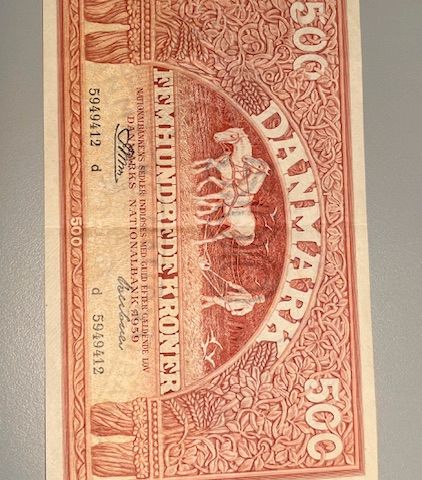 500 500
DANMARK
FEMHUNDREDE KRONER
NATIONALBANKENS SEDLER INDLØSES MED GULD EFTER GÆLDENDE LOV
DANMARKS NATIONALBANK 1959
5949412 d d 5949412
500